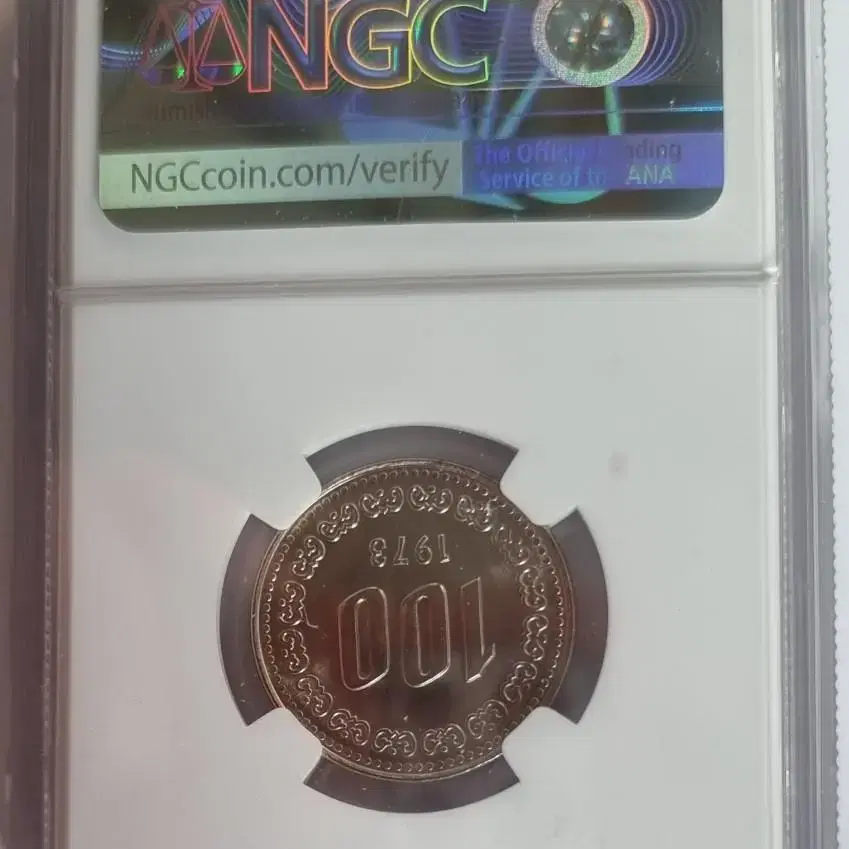 NGC
NGCcoin.com/verify
The Official Grading
Service of the ANA
100
1973